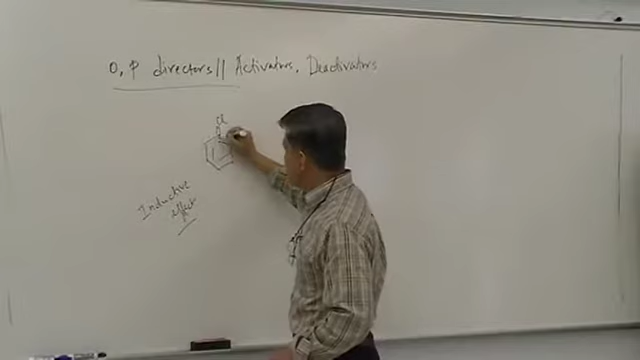 O, P directors // Activators, Deactivators
Cl
Inductive
effect